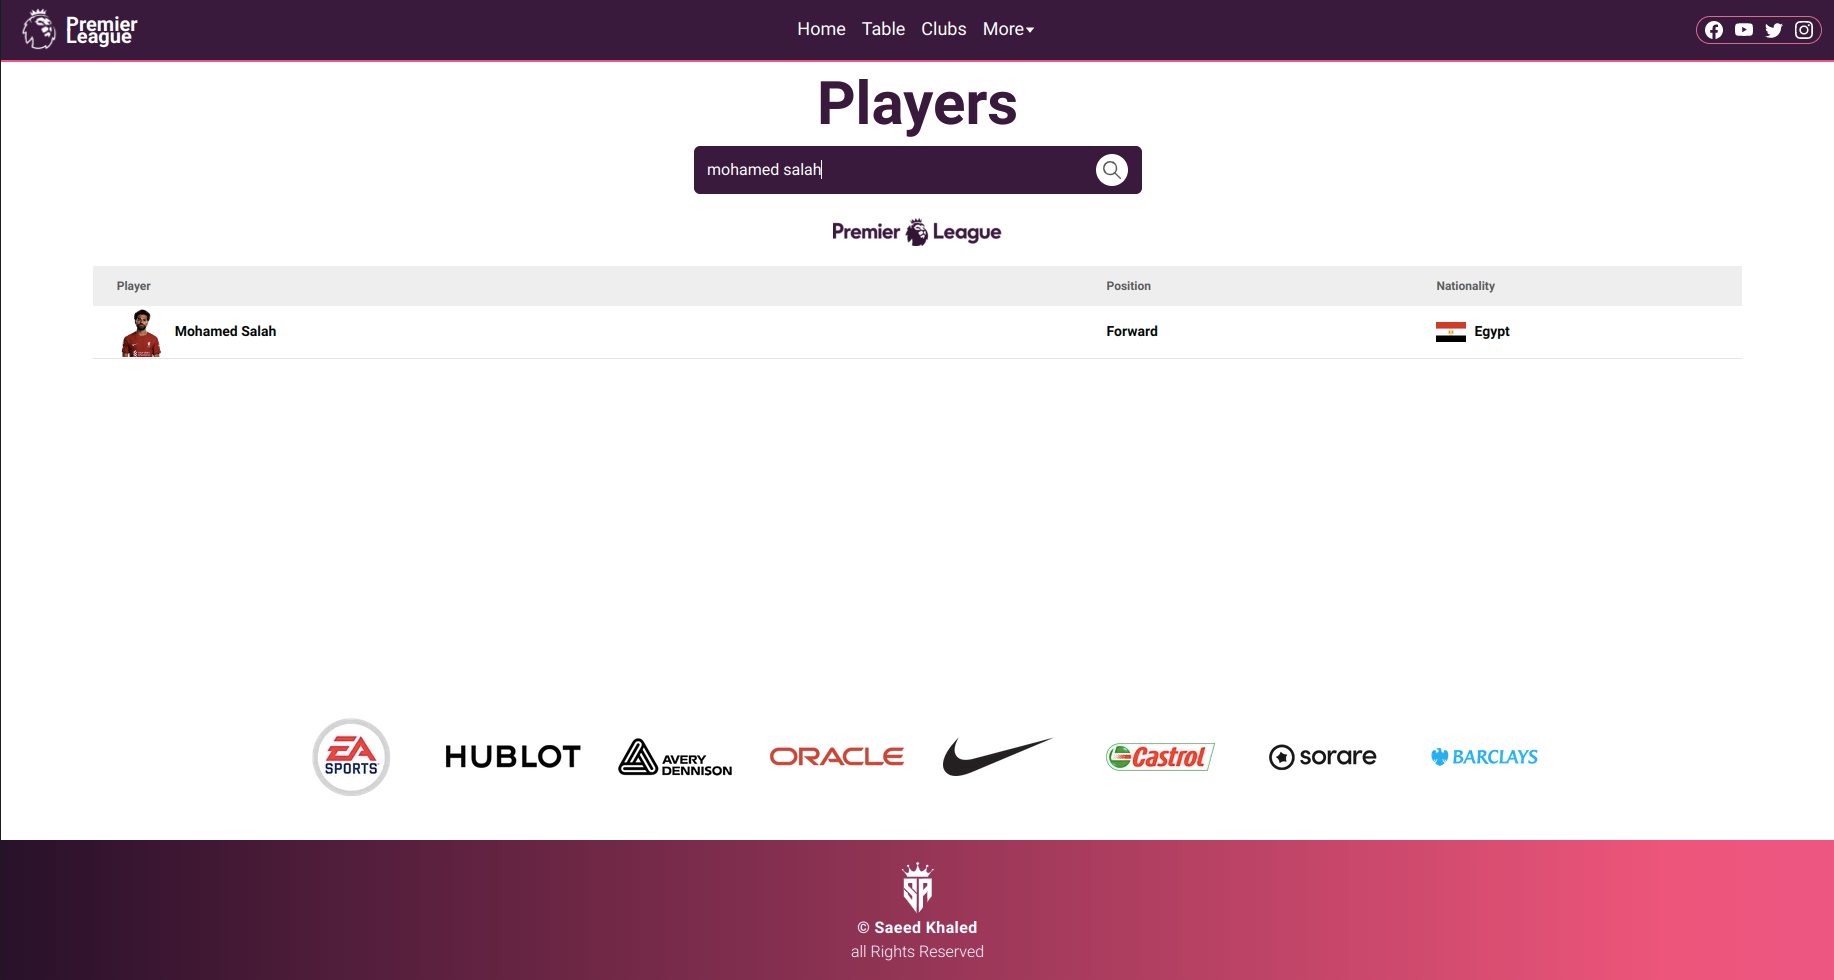 Premier
League
Home Table Clubs More
Players
mohamed salah
Premier League
Player Position Nationality
Mohamed Salah Forward Egypt
EA
SPORTS
HUBLOT
AVERY
DENNISON
ORACLE
Castrol
sorare
BARCLAYS
SA
© Saeed Khaled
all Rights Reserved